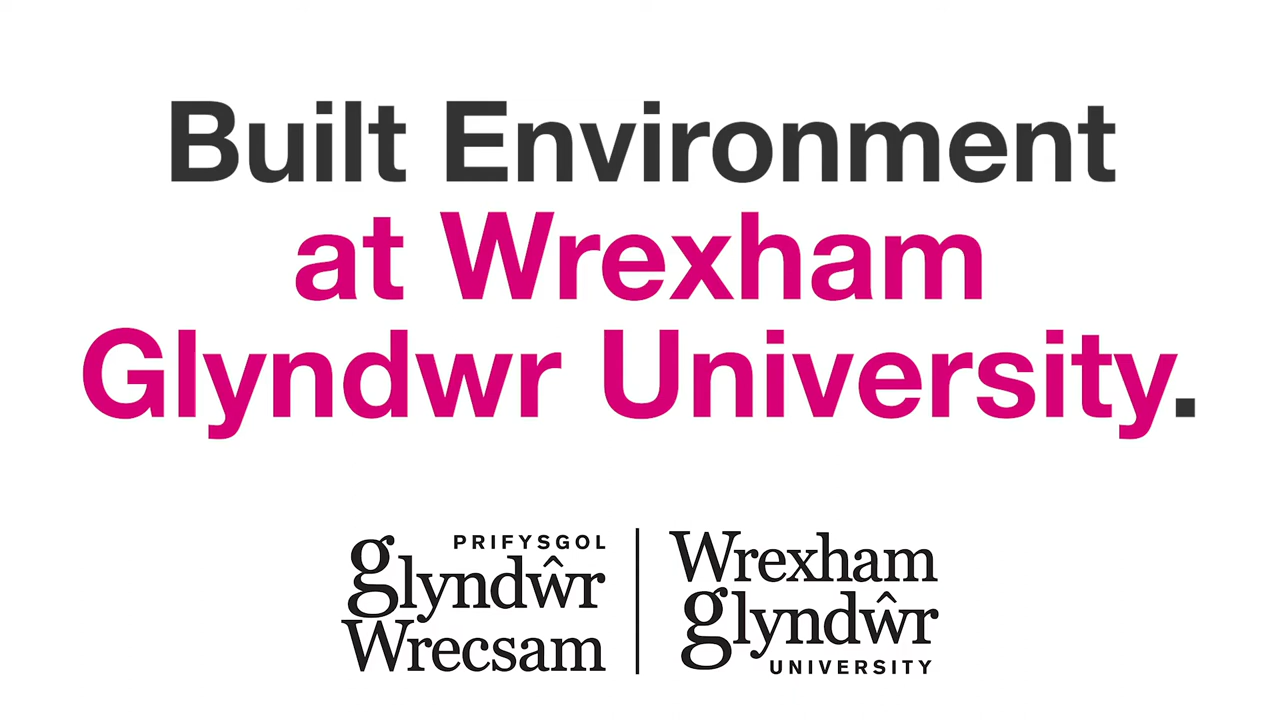 Built Environment
at Wrexham
Glyndwr University.
PRIFYSGOL
glyndŵr
Wrecsam
Wrexham
glyndŵr
UNIVERSITY